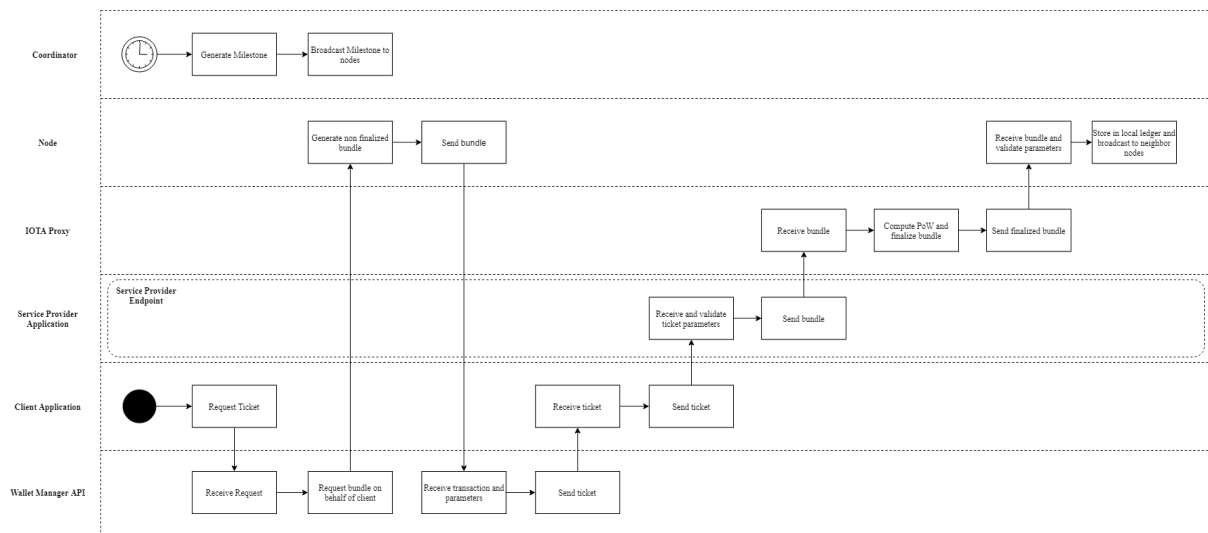 Coordinator
Generate Milestone
Broadcast Milestone to
nodes
Node
Generate non finalized
bundle
Send bundle
Receive bundle and
validate parameters
Store in local ledger and
broadcast to neighbor
nodes
IOTA Proxy
Receive bundle
Compute PoW and
finalize bundle
Send finalized bundle
Service Provider
Application
Service Provider
Endpoint
Receive and validate
ticket parameters
Send bundle
Client Application
Request Ticket
Receive ticket
Send ticket
Wallet Manager API
Receive Request
Request bundle on
behalf of client
Receive transaction and
parameters
Send ticket